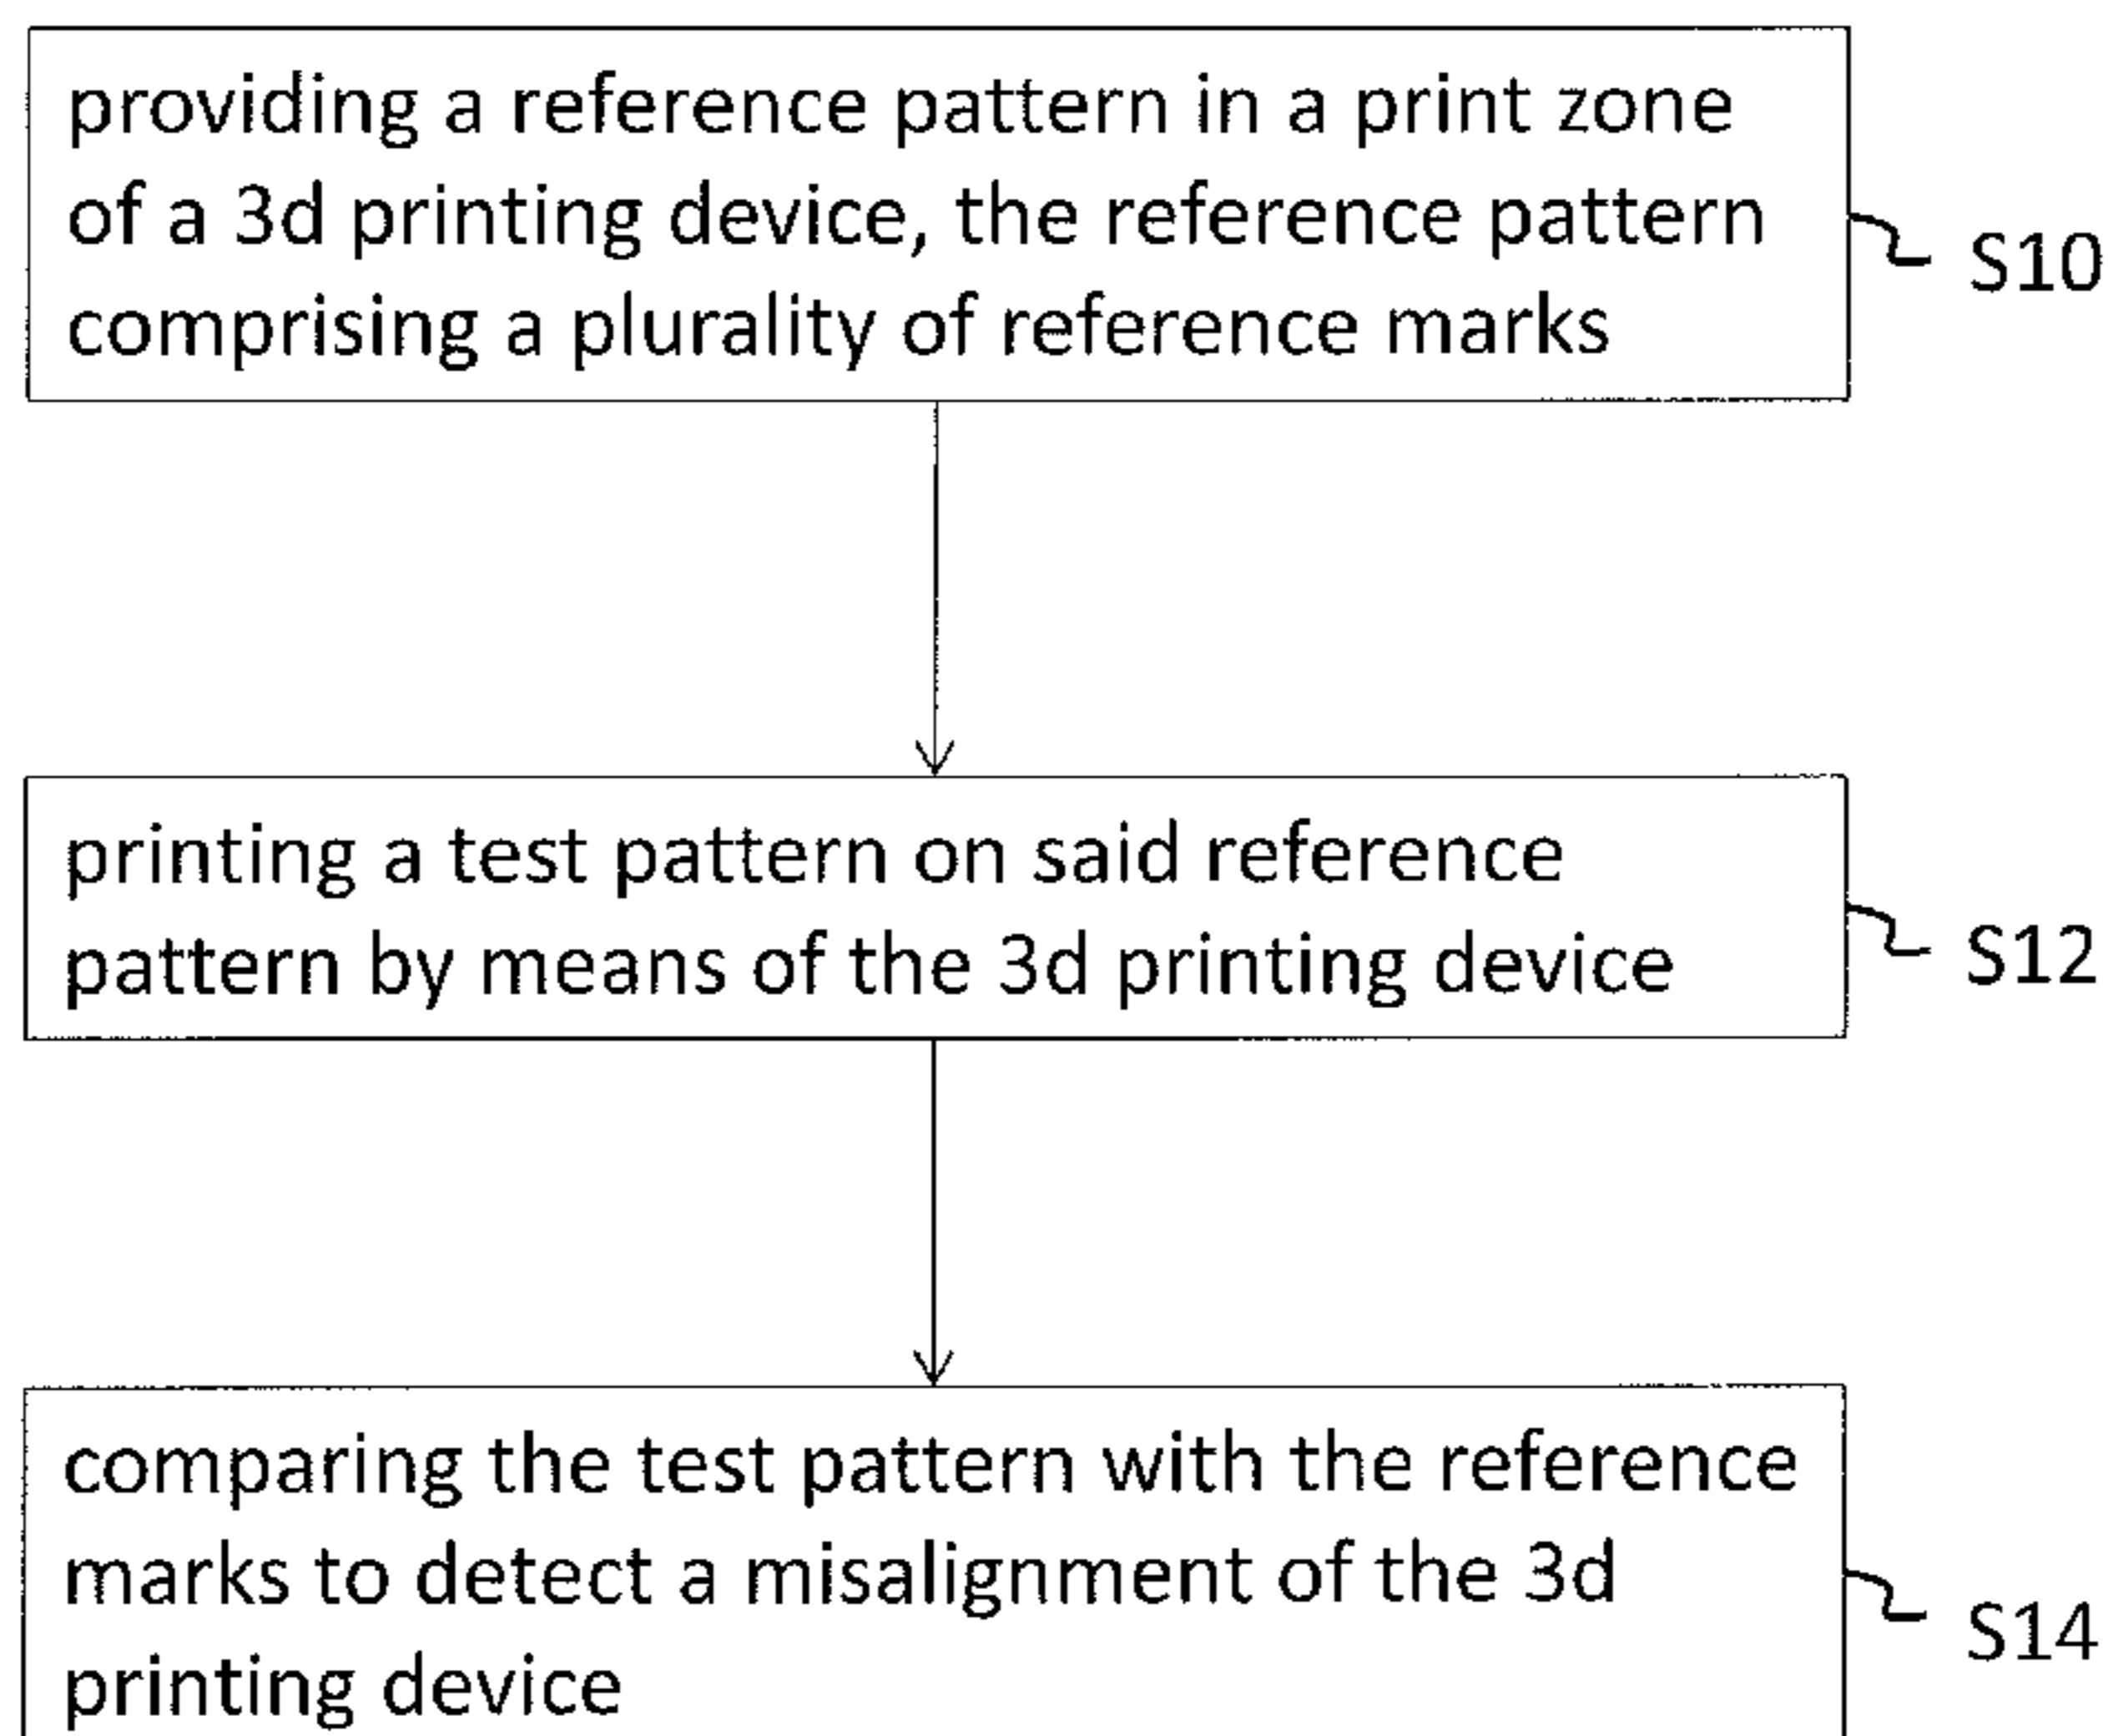 providing a reference pattern in a print zone
of a 3d printing device, the reference pattern
comprising a plurality of reference marks
S10
printing a test pattern on said reference
pattern by means of the 3d printing device
S12
comparing the test pattern with the reference
marks to detect a misalignment of the 3d
printing device
S14